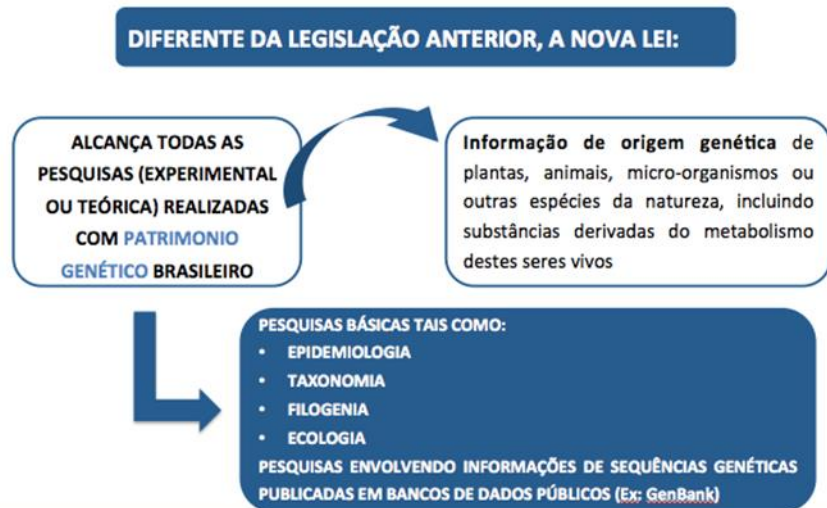 DIFERENTE DA LEGISLAÇÃO ANTERIOR, A NOVA LEI:
ALCANÇA TODAS AS
PESQUISAS (EXPERIMENTAL
OU TEÓRICA) REALIZADAS
COM PATRIMONIO
GENÉTICO BRASILEIRO
Informação de origem genética de
plantas, animais, micro-organismos ou
outras espécies da natureza, incluindo
substâncias derivadas do metabolismo
destes seres vivos
PESQUISAS BÁSICAS TAIS COMO:
• EPIDEMIOLOGIA
• TAXONOMIA
• FILOGENIA
• ECOLOGIA
PESQUISAS ENVOLVENDO INFORMAÇÕES DE SEQUÊNCIAS GENÉTICAS
PUBLICADAS EM BANCOS DE DADOS PÚBLICOS (Ex: GenBank)